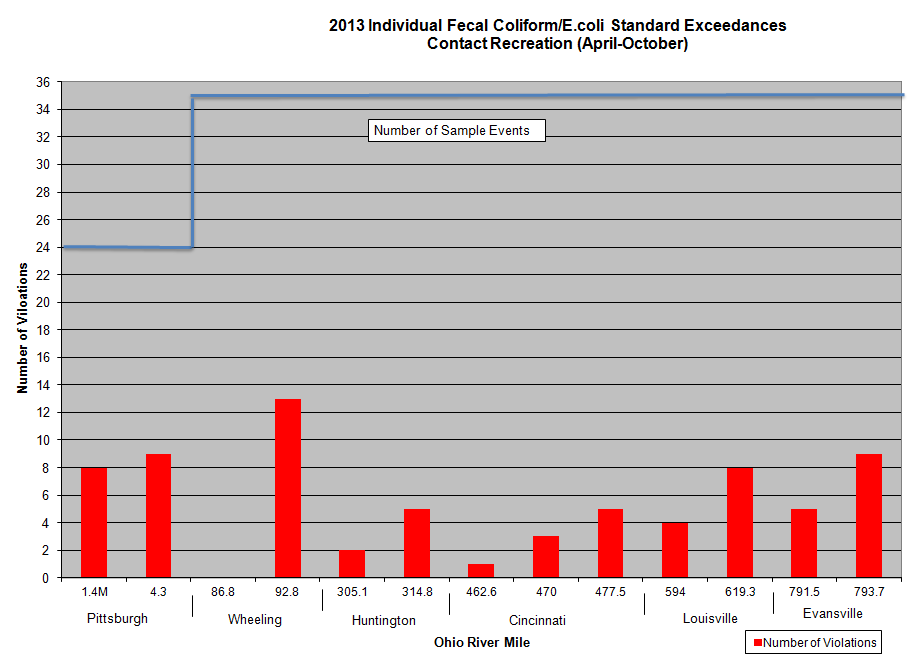 2013 Individual Fecal Coliform/E.coli Standard Exceedances
Contact Recreation (April-October)
36
34
32
30
28
26
24
22
20
18
16
14
12
10
8
6
4
2
0
Number of Viloations
Number of Sample Events
1.4M 4.3 86.8 92.8 305.1 314.8 462.6 470 477.5 594 619.3 791.5 793.7
Pittsburgh Wheeling Huntington Cincinnati Louisville Evansville
Ohio River Mile
Number of Violations